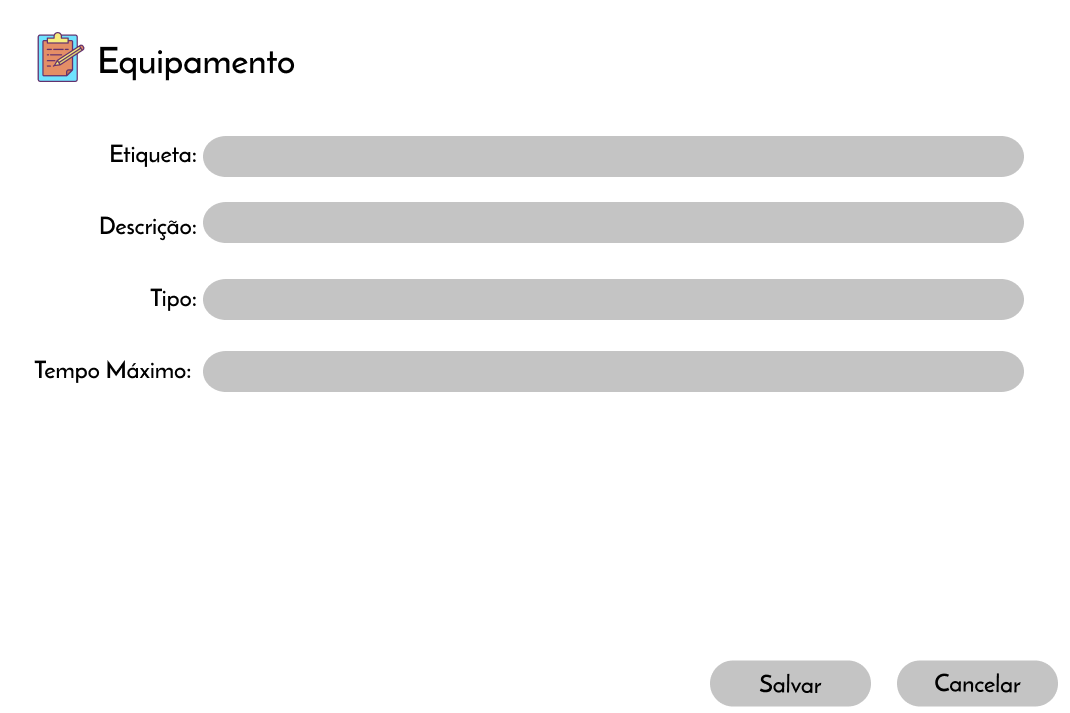 Equipamento
Etiqueta:
Descrição:
Tipo:
Tempo Máximo:
Salvar
Cancelar